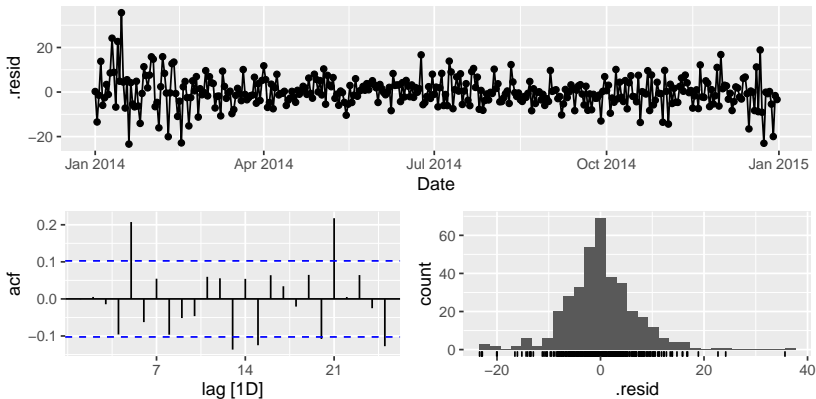 .resid
20
0
−20
Jan 2014
Apr 2014
Jul 2014
Oct 2014
Jan 2015
Date
acf
0.2
0.1
0.0
−0.1
7
14
21
lag [1D]
count
60
40
20
0
−20
0
20
40
.resid